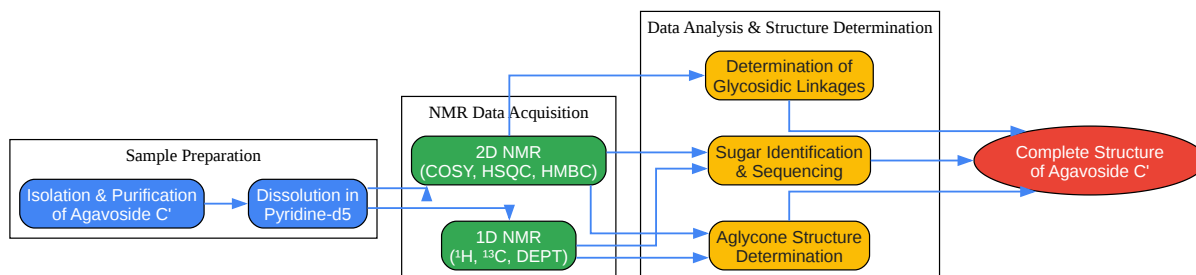 Sample Preparation
Isolation & Purification
of Agavoside C'
Dissolution in
Pyridine-d5
NMR Data Acquisition
2D NMR
(COSY, HSQC, HMBC)
1D NMR
(¹H, ¹³C, DEPT)
Data Analysis & Structure Determination
Determination of
Glycosidic Linkages
Sugar Identification
& Sequencing
Aglycone Structure
Determination
Complete Structure
of Agavoside C'